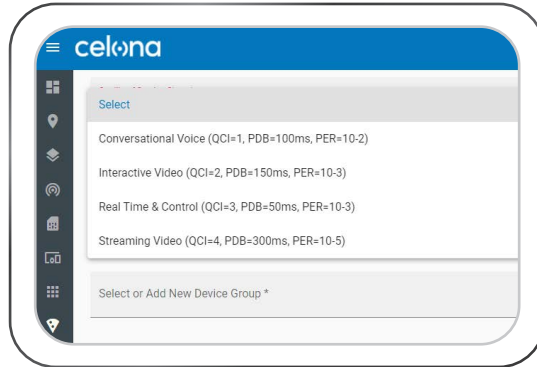 celona
Select
Conversational Voice (QCI=1, PDB=100ms, PER=10-2)
Interactive Video (QCI=2, PDB=150ms, PER=10-3)
Real Time & Control (QCI=3, PDB=50ms, PER=10-3)
Streaming Video (QCI=4, PDB=300ms, PER=10-5)
Select or Add New Device Group *